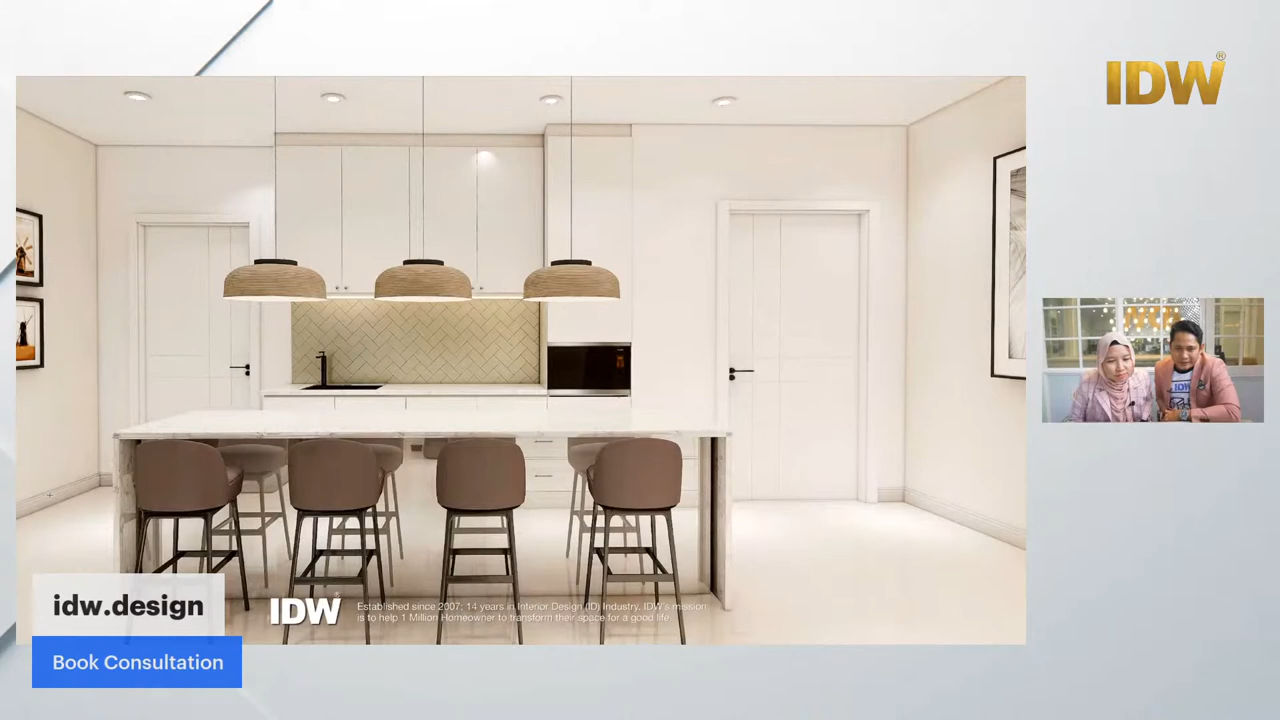 IDW®
IDW
idw.design
IDW
Established since 2007; 14 years in Interior Design (ID) Industry, IDW's mission
is to help 1 Million Homeowner to transform their space for a good life.
Book Consultation